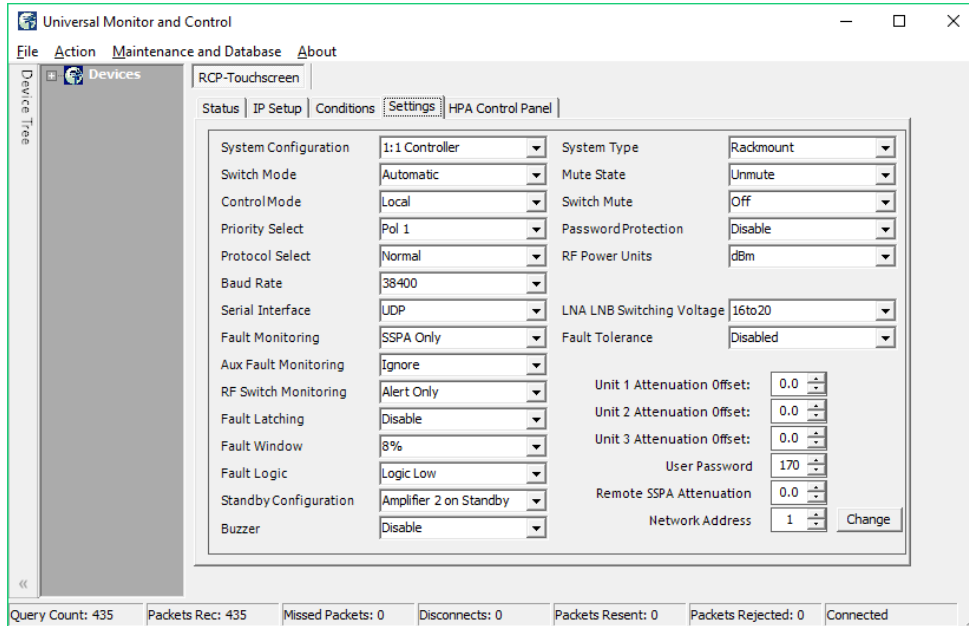 Universal Monitor and Control
File Action Maintenance and Database About
Device Tree
Devices
RCP-Touchscreen
Status IP Setup Conditions Settings HPA Control Panel
System Configuration 1:1 Controller System Type Rackmount
Switch Mode Automatic Mute State Unmute
Control Mode Local Switch Mute Off
Priority Select Pol 1 Password Protection Disable
Protocol Select Normal RF Power Units dBm
Baud Rate 38400
Serial Interface UDP LNA LNB Switching Voltage 16to20
Fault Monitoring SSPA Only Fault Tolerance Disabled
Aux Fault Monitoring Ignore
Unit 1 Attenuation Offset: 0.0
RF Switch Monitoring Alert Only
Unit 2 Attenuation Offset: 0.0
Fault Latching Disable
Unit 3 Attenuation Offset: 0.0
Fault Window 8%
User Password 170
Fault Logic Logic Low
Remote SSPA Attenuation 0.0
Standby Configuration Amplifier 2 on Standby
Network Address 1 Change
Buzzer Disable
«
Query Count: 435 Packets Rec: 435 Missed Packets: 0 Disconnects: 0 Packets Resent: 0 Packets Rejected: 0 Connected